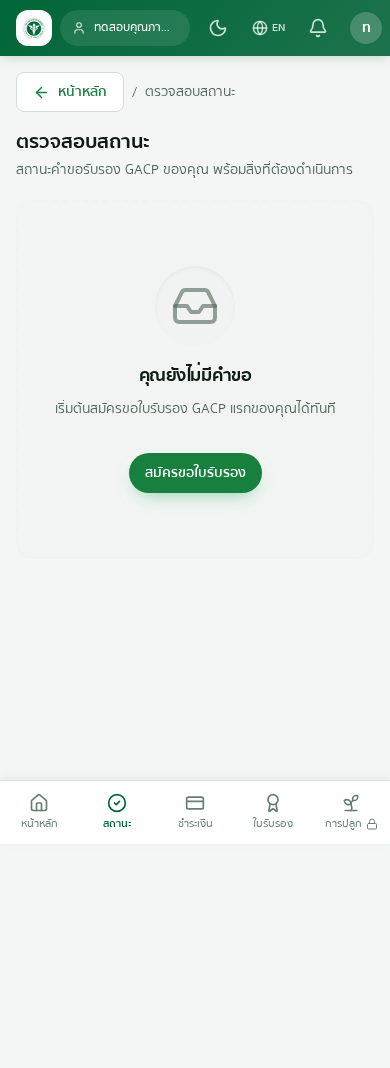 ทดสอบคุณภา...
EN
ท
หน้าหลัก / ตรวจสอบสถานะ
ตรวจสอบสถานะ
สถานะคำขอรับรอง GACP ของคุณ พร้อมสิ่งที่ต้องดำเนินการ
คุณยังไม่มีคำขอ
เริ่มต้นสมัครขอใบรับรอง GACP แรกของคุณได้ทันที
สมัครขอใบรับรอง
หน้าหลัก
สถานะ
ชำระเงิน
ใบรับรอง
การปลูก